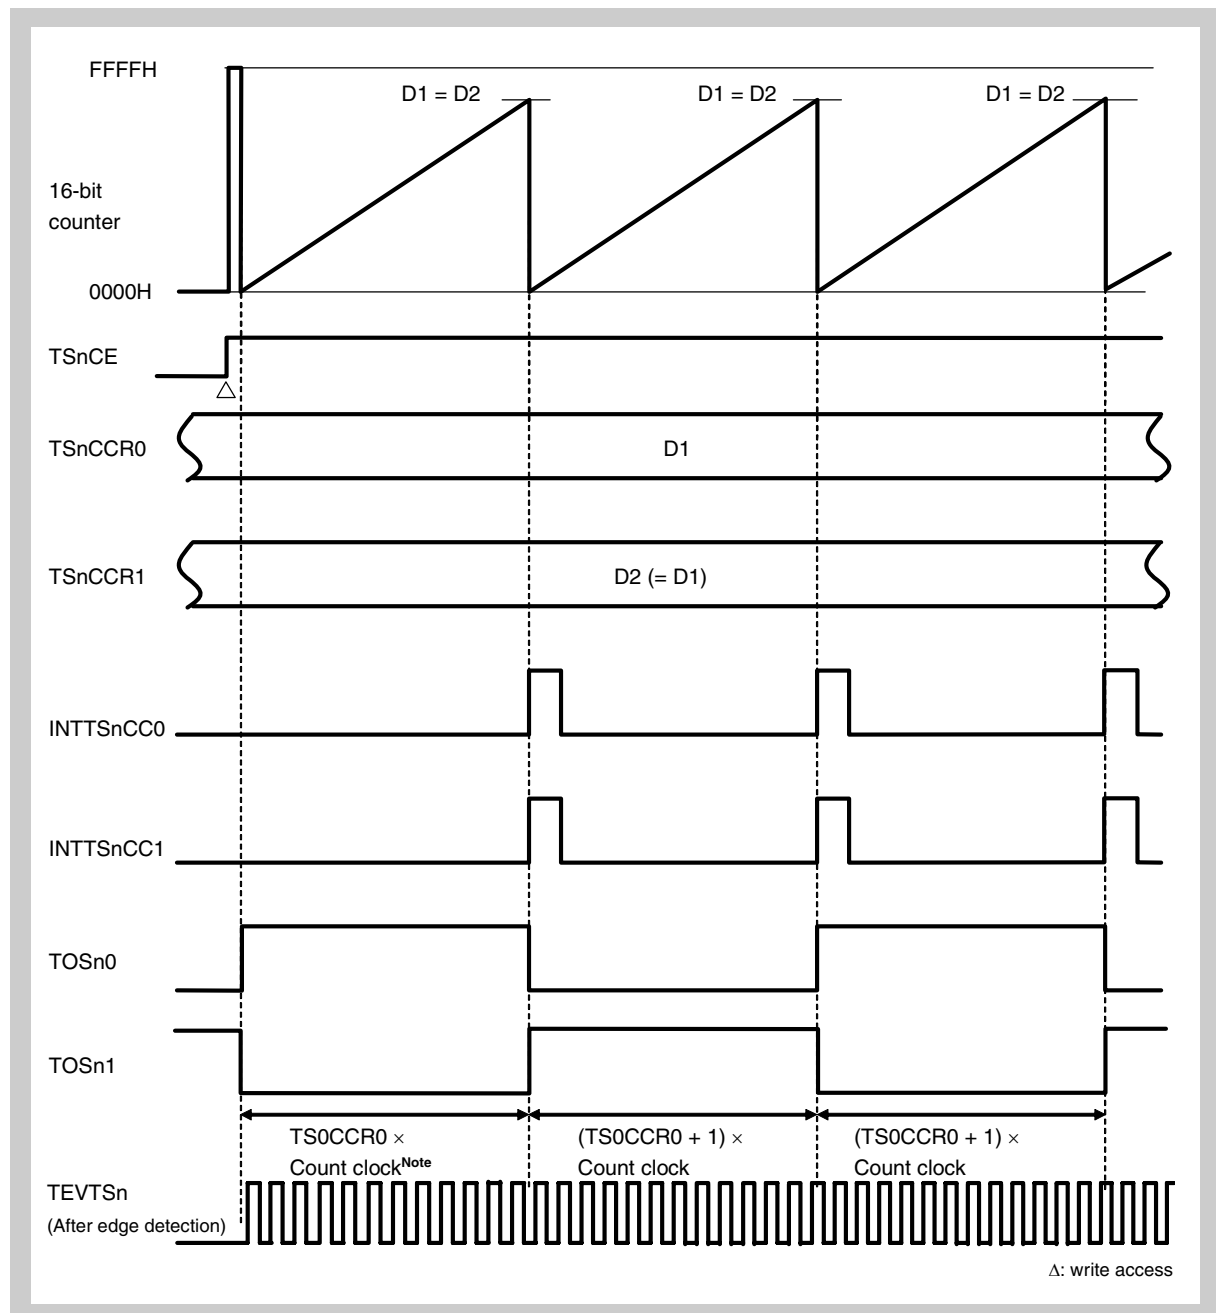 FFFFH
D1 = D2
D1 = D2
D1 = D2
16-bit
counter
0000H
TSnCE
Δ
TSnCCR0
D1
TSnCCR1
D2 (= D1)
INTTSnCC0
INTTSnCC1
TOSn0
TOSn1
TS0CCR0 ×
Count clockNote
(TS0CCR0 + 1) ×
Count clock
(TS0CCR0 + 1) ×
Count clock
TEVTSn
(After edge detection)
Δ: write access